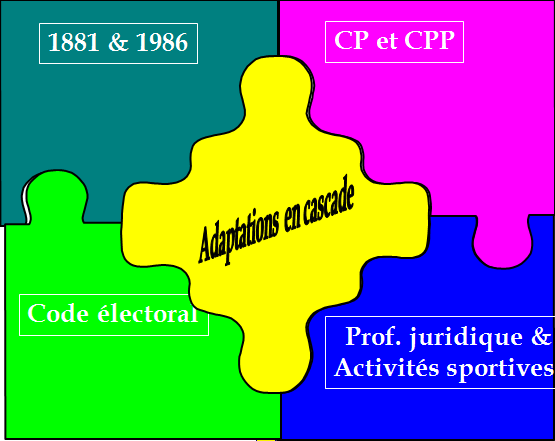 1881 & 1986
CP et CPP
Adaptations en cascade
Code électoral
Prof. juridique &
Activités sportives